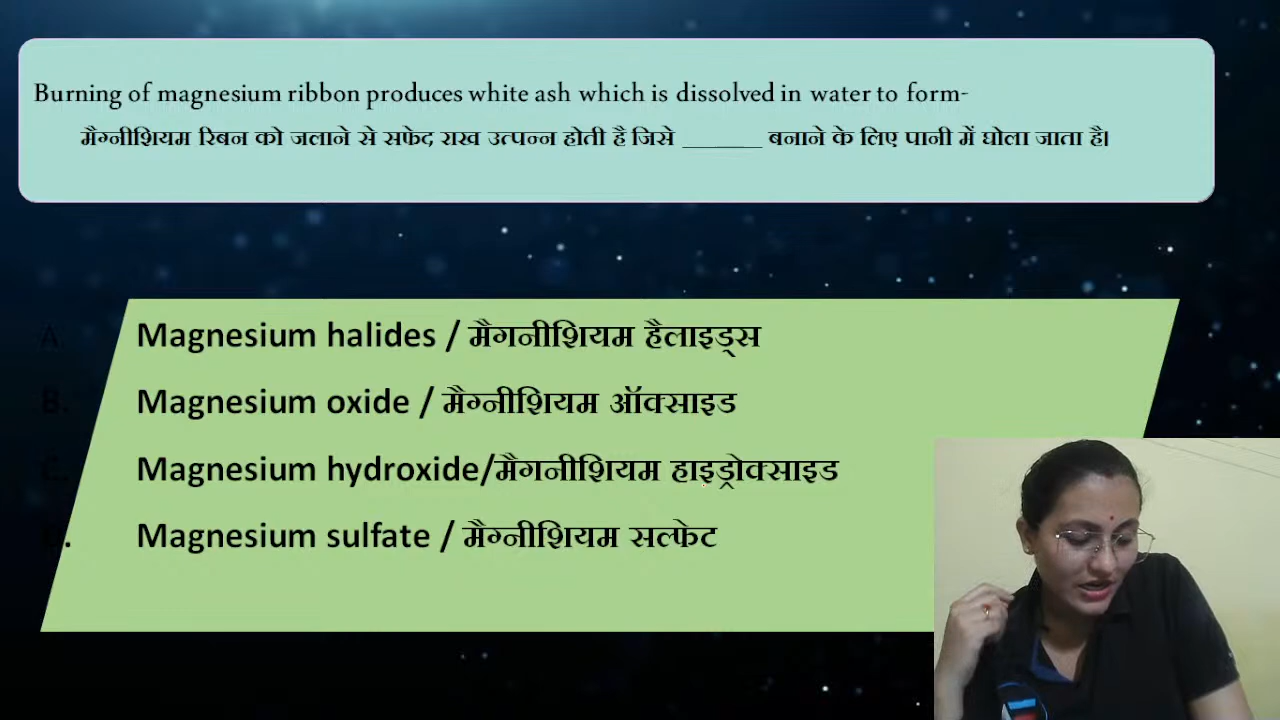 Burning of magnesium ribbon produces white ash which is dissolved in water to form-
मैग्नीशियम रिबन को जलाने से सफेद राख उत्पन्न होती है जिसे ______ बनाने के लिए पानी में घोला जाता है।
A. Magnesium halides / मैगनीशियम हैलाइड्स
B. Magnesium oxide / मैग्नीशियम ऑक्साइड
C. Magnesium hydroxide/मैगनीशियम हाइड्रोक्साइड
D. Magnesium sulfate / मैग्नीशियम सल्फेट